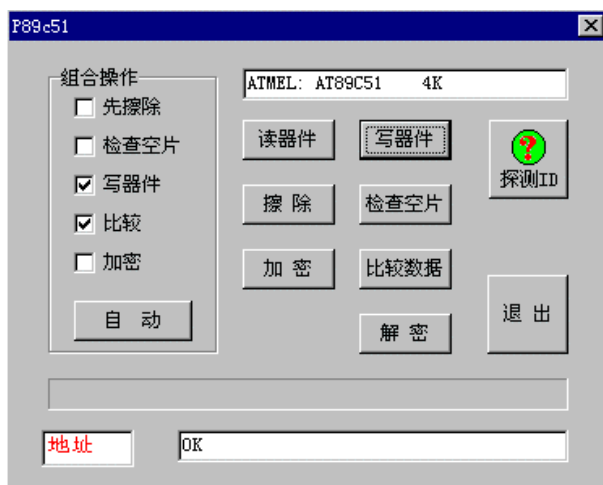 P89c51
组合操作
先擦除
检查空片
写器件
比较
加密
自 动
ATMEL: AT89C51 4K
读器件
写器件
探测ID
擦 除
检查空片
加 密
比较数据
解 密
退 出
地址
OK